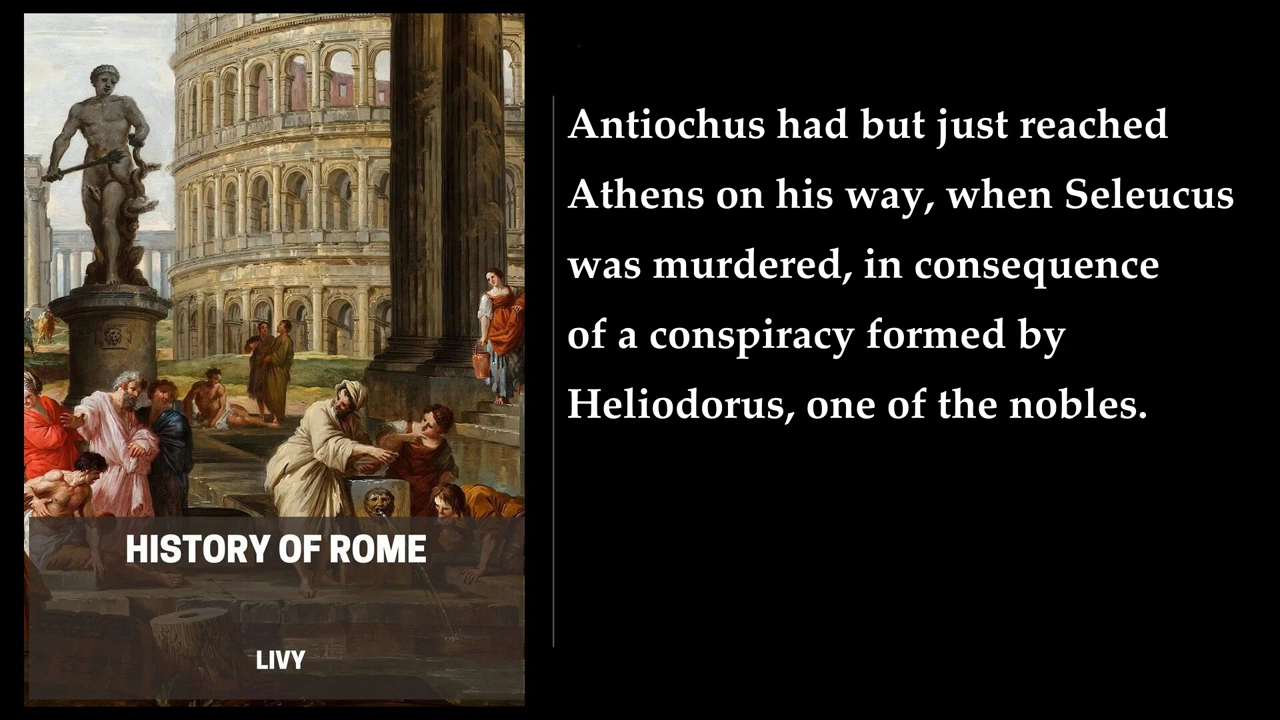 Antiochus had but just reached
Athens on his way, when Seleucus
was murdered, in consequence
of a conspiracy formed by
Heliodorus, one of the nobles.
HISTORY OF ROME
LIVY